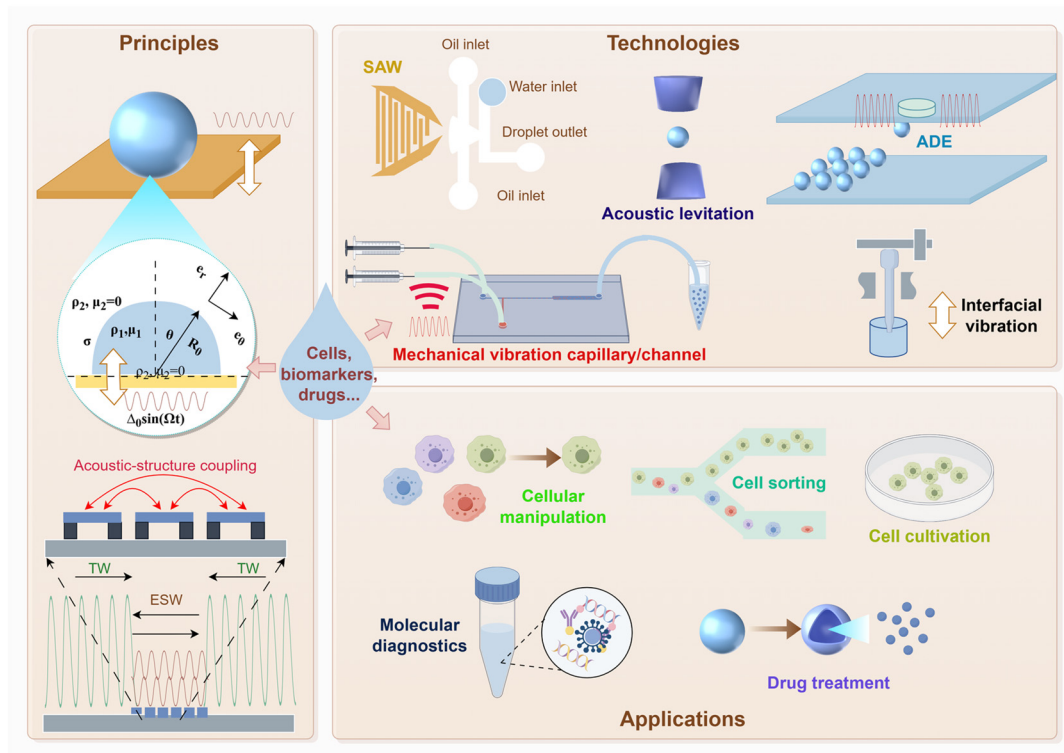 Principles
e_r
ρ₂, μ₂=0
ρ₁,μ₁
θ
e_θ
σ
R₀
ρ₂, μ₂=0
Δ₀sin(Ωt)
Acoustic-structure coupling
TW
TW
ESW
Cells,
biomarkers,
drugs...
Technologies
SAW
Oil inlet
Water inlet
Droplet outlet
Oil inlet
Acoustic levitation
ADE
Mechanical vibration capillary/channel
Interfacial
vibration
Cellular
manipulation
Cell sorting
Cell cultivation
Molecular
diagnostics
Drug treatment
Applications